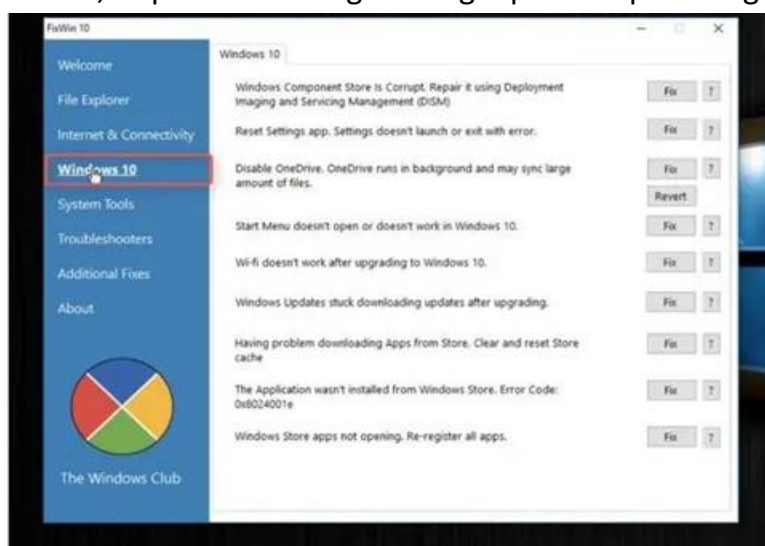 FixWin 10
Welcome
File Explorer
Internet & Connectivity
Windows 10
System Tools
Troubleshooters
Additional Fixes
About
The Windows Club
Windows 10
Windows Component Store Is Corrupt. Repair it using Deployment
Imaging and Servicing Management (DISM)
Fix ?
Reset Settings app. Settings doesn't launch or exit with error.
Fix ?
Disable OneDrive. OneDrive runs in background and may sync large
amount of files.
Fix ?
Revert
Start Menu doesn't open or doesn't work in Windows 10.
Fix ?
Wi-fi doesn't work after upgrading to Windows 10.
Fix ?
Windows Updates stuck downloading updates after upgrading.
Fix ?
Having problem downloading Apps from Store. Clear and reset Store
cache
Fix ?
The Application wasn't installed from Windows Store. Error Code:
0x8024001e
Fix ?
Windows Store apps not opening. Re-register all apps.
Fix ?